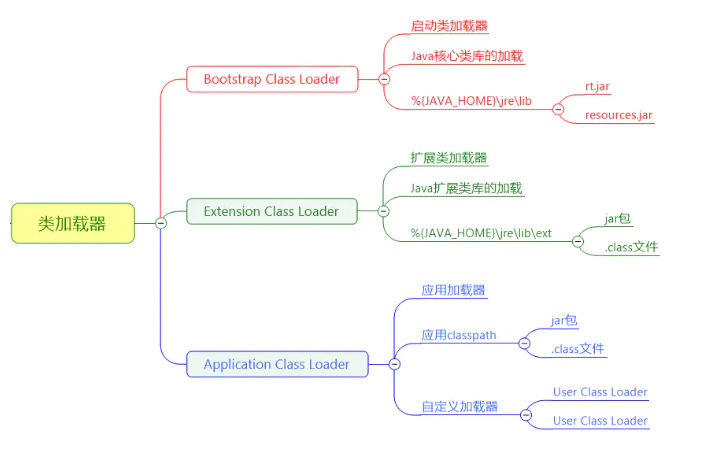 类加载器
Bootstrap Class Loader
启动类加载器
Java核心类库的加载
%{JAVA_HOME}\jre\lib
rt.jar
resources.jar
Extension Class Loader
扩展类加载器
Java扩展类库的加载
%{JAVA_HOME}\jre\lib\ext
jar包
.class文件
Application Class Loader
应用加载器
应用classpath
jar包
.class文件
自定义加载器
User Class Loader
User Class Loader